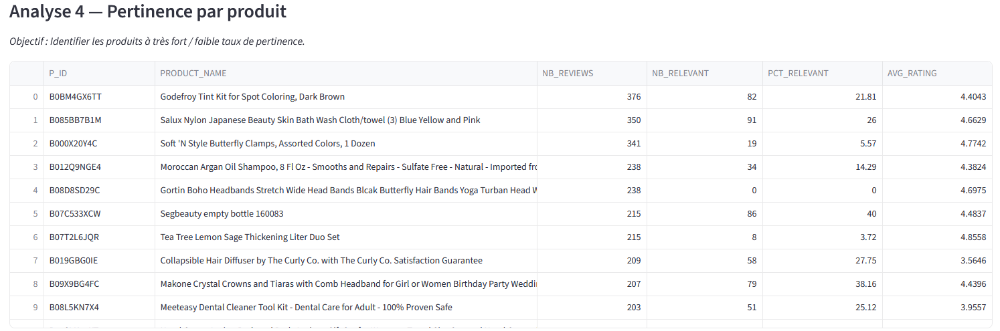 Analyse 4 — Pertinence par produit
Objectif : Identifier les produits à très fort / faible taux de pertinence.
P_ID PRODUCT_NAME NB_REVIEWS NB_RELEVANT PCT_RELEVANT AVG_RATING
0 B0BM4GX6TT Godefroy Tint Kit for Spot Coloring, Dark Brown 376 82 21.81 4.4043
1 B085BB7B1M Salux Nylon Japanese Beauty Skin Bath Wash Cloth/towel (3) Blue Yellow and Pink 350 91 26 4.6629
2 B000X20Y4C Soft 'N Style Butterfly Clamps, Assorted Colors, 1 Dozen 341 19 5.57 4.7742
3 B012Q9NGE4 Moroccan Argan Oil Shampoo, 8 Fl Oz - Smooths and Repairs - Sulfate Free - Natural - Imported fro 238 34 14.29 4.3824
4 B08D8SD29C Gortin Boho Headbands Stretch Wide Head Bands Blcak Butterfly Hair Bands Yoga Turban Head W 238 0 0 4.6975
5 B07C533XCW Segbeauty empty bottle 160083 215 86 40 4.4837
6 B07T2L6JQR Tea Tree Lemon Sage Thickening Liter Duo Set 215 8 3.72 4.8558
7 B019GBG0IE Collapsible Hair Diffuser by The Curly Co. with The Curly Co. Satisfaction Guarantee 209 58 27.75 3.5646
8 B09X9BG4FC Makone Crystal Crowns and Tiaras with Comb Headband for Girl or Women Birthday Party Weddi 207 79 38.16 4.4396
9 B08L5KN7X4 Meeteasy Dental Cleaner Tool Kit - Dental Care for Adult - 100% Proven Safe 203 51 25.12 3.9557